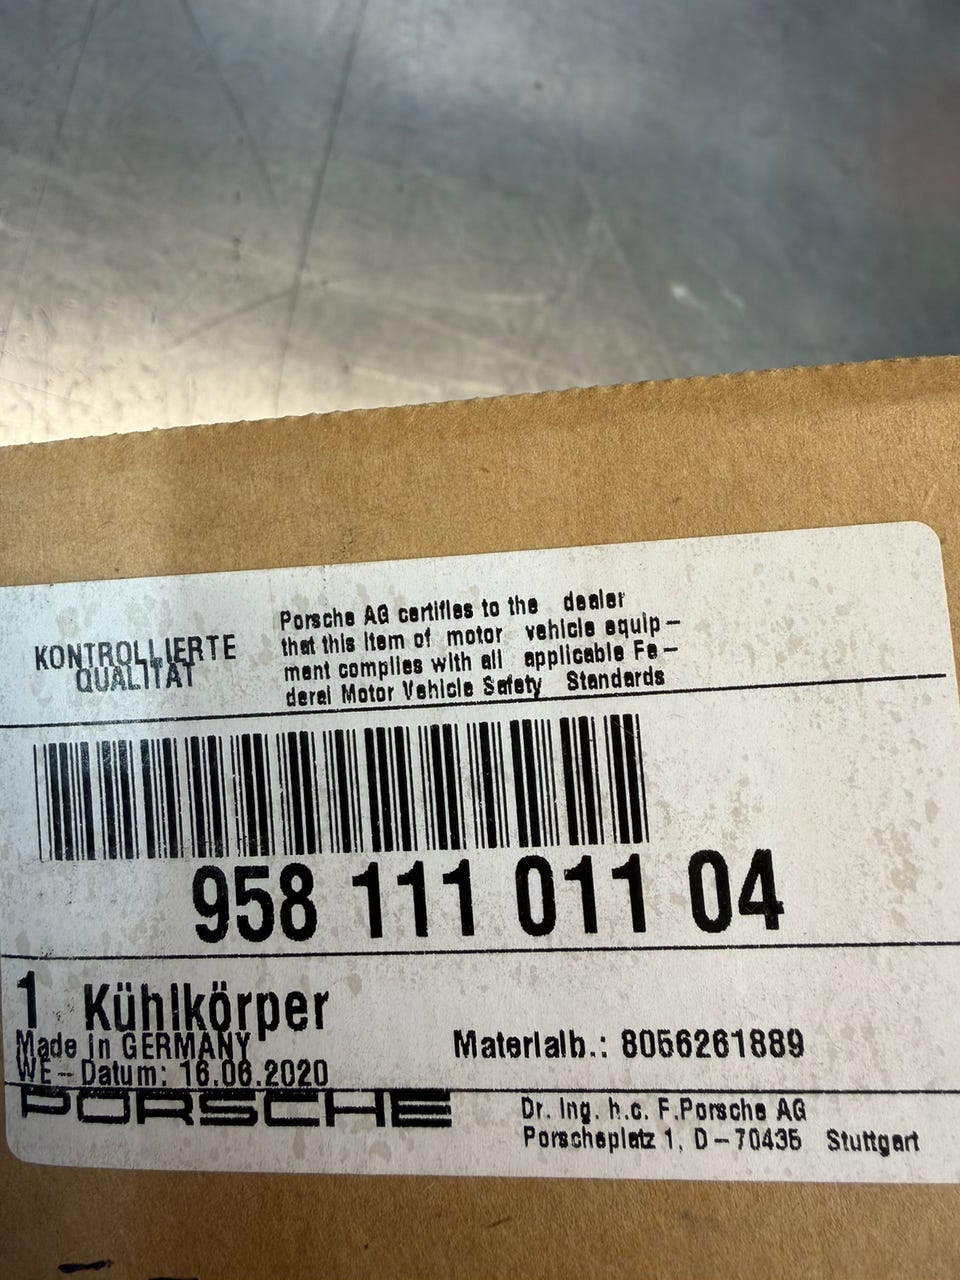 KONTROLLIERTE
QUALITÄT
Porsche AG certifies to the dealer
that this item of motor vehicle equip-
ment complies with all applicable Fe-
deral Motor Vehicle Safety Standards
958 111 011 04
1 Kühlkörper
Made in GERMANY
WE-Datum: 16.06.2020
Materialb.: 8056261889
PORSCHE
Dr. Ing. h.c. F.Porsche AG
Porscheplatz 1, D-70435 Stuttgart